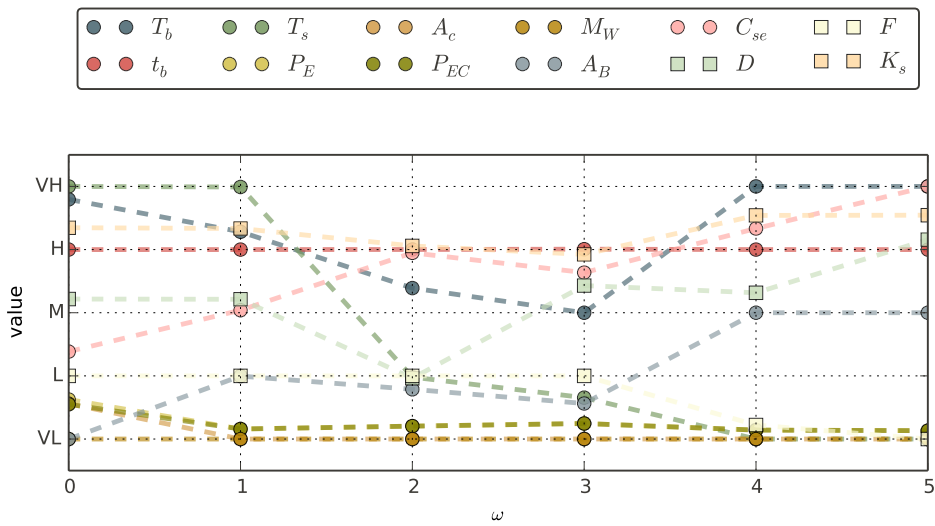 T_b T_s A_c M_W C_se F
t_b P_E P_EC A_B D K_s
VH
H
M
L
VL
value
0 1 2 3 4 5
ω